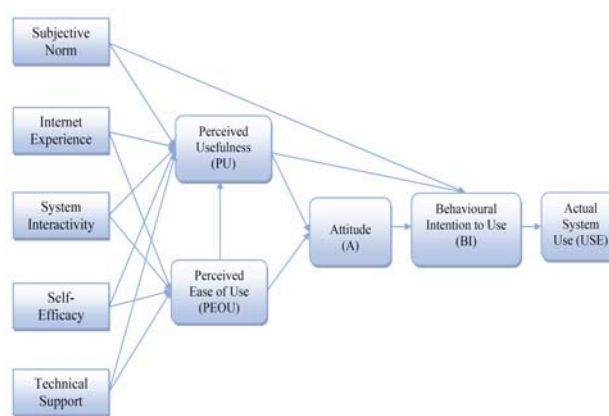 Subjective
Norm
Internet
Experience
System
Interactivity
Self-
Efficacy
Technical
Support
Perceived
Usefulness
(PU)
Perceived
Ease of Use
(PEOU)
Attitude
(A)
Behavioural
Intention to Use
(BI)
Actual
System
Use (USE)